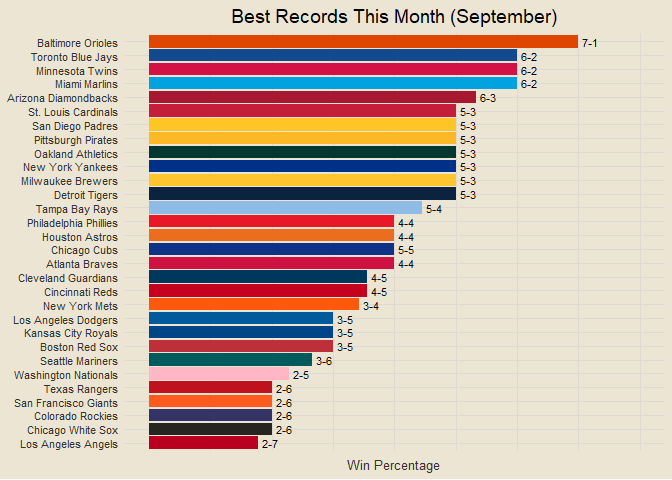 Best Records This Month (September)
Baltimore Orioles 7-1
Toronto Blue Jays 6-2
Minnesota Twins 6-2
Miami Marlins 6-2
Arizona Diamondbacks 6-3
St. Louis Cardinals 5-3
San Diego Padres 5-3
Pittsburgh Pirates 5-3
Oakland Athletics 5-3
New York Yankees 5-3
Milwaukee Brewers 5-3
Detroit Tigers 5-3
Tampa Bay Rays 5-4
Philadelphia Phillies 4-4
Houston Astros 4-4
Chicago Cubs 5-5
Atlanta Braves 4-4
Cleveland Guardians 4-5
Cincinnati Reds 4-5
New York Mets 3-4
Los Angeles Dodgers 3-5
Kansas City Royals 3-5
Boston Red Sox 3-5
Seattle Mariners 3-6
Washington Nationals 2-5
Texas Rangers 2-6
San Francisco Giants 2-6
Colorado Rockies 2-6
Chicago White Sox 2-6
Los Angeles Angels 2-7
Win Percentage